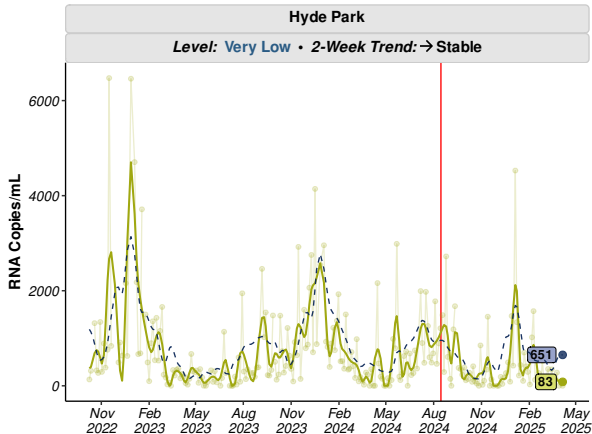 Hyde Park
Level: Very Low • 2-Week Trend: → Stable
RNA Copies/mL
6000
4000
2000
0
651
83
Nov 2022
Feb 2023
May 2023
Aug 2023
Nov 2023
Feb 2024
May 2024
Aug 2024
Nov 2024
Feb 2025
May 2025